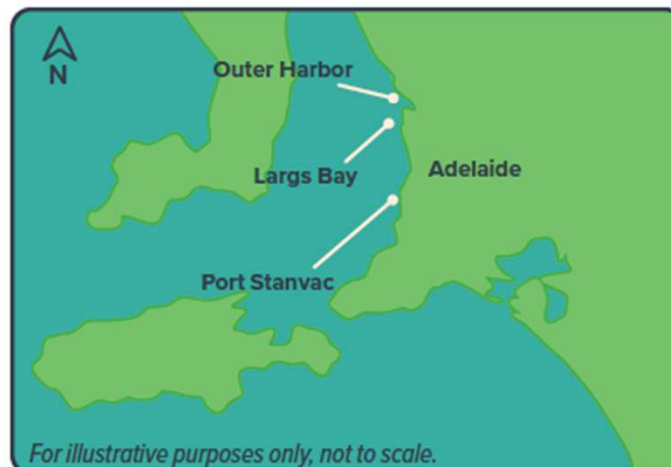 N
Outer Harbor
Largs Bay
Adelaide
Port Stanvac
For illustrative purposes only, not to scale.